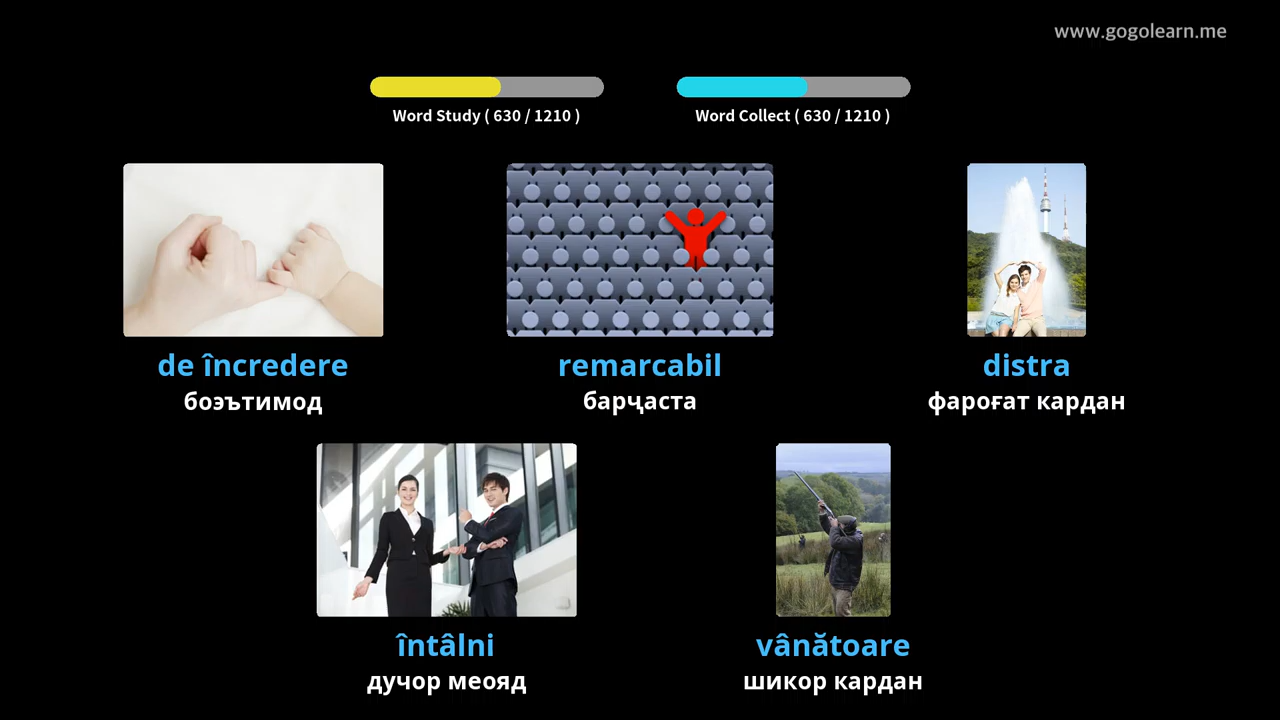 www.gogolearn.me
Word Study ( 630 / 1210 )
Word Collect ( 630 / 1210 )
de încredere
боэътимод
remarcabil
барҷаста
distra
фароғат кардан
întâlni
дучор меояд
vânătoare
шикор кардан